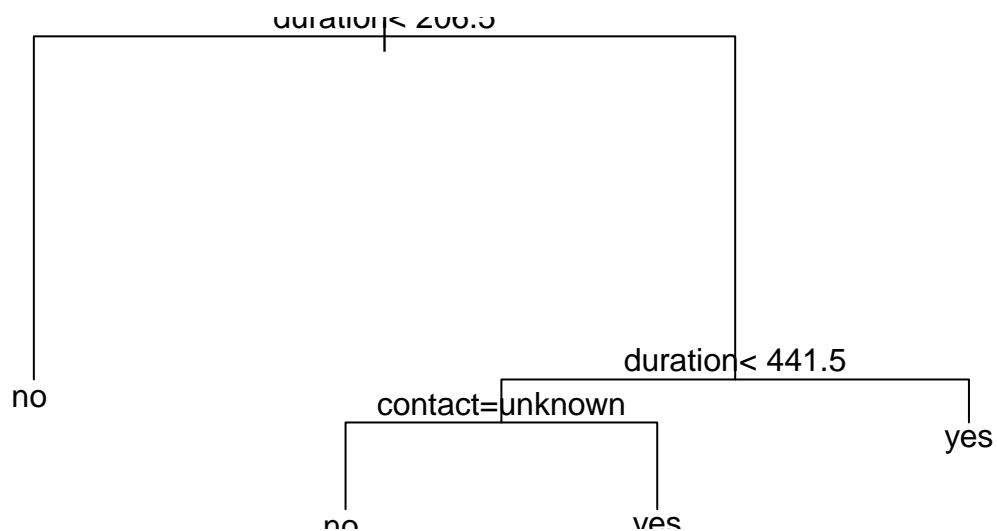 duration< 206.5
duration< 441.5
no
contact=unknown
yes
no
yes